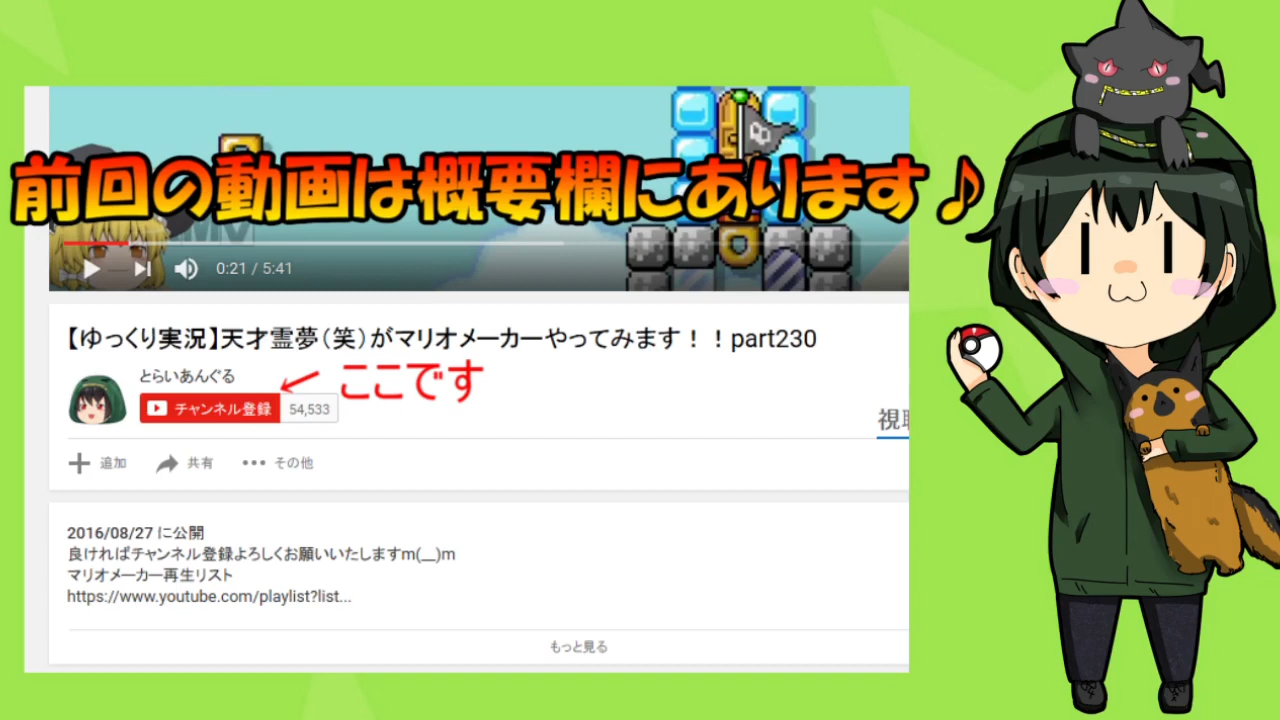 前回の動画は概要欄にあります♪
0:21 / 5:41
【ゆっくり実況】天才霊夢（笑）がマリオメーカーやってみます！！part230
とらいあんぐる
チャンネル登録 54,533
← ここです
視聴
追加 共有 その他
2016/08/27 に公開
良ければチャンネル登録よろしくお願いいたしますm(__)m
マリオメーカー再生リスト
https://www.youtube.com/playlist?list...
もっと見る